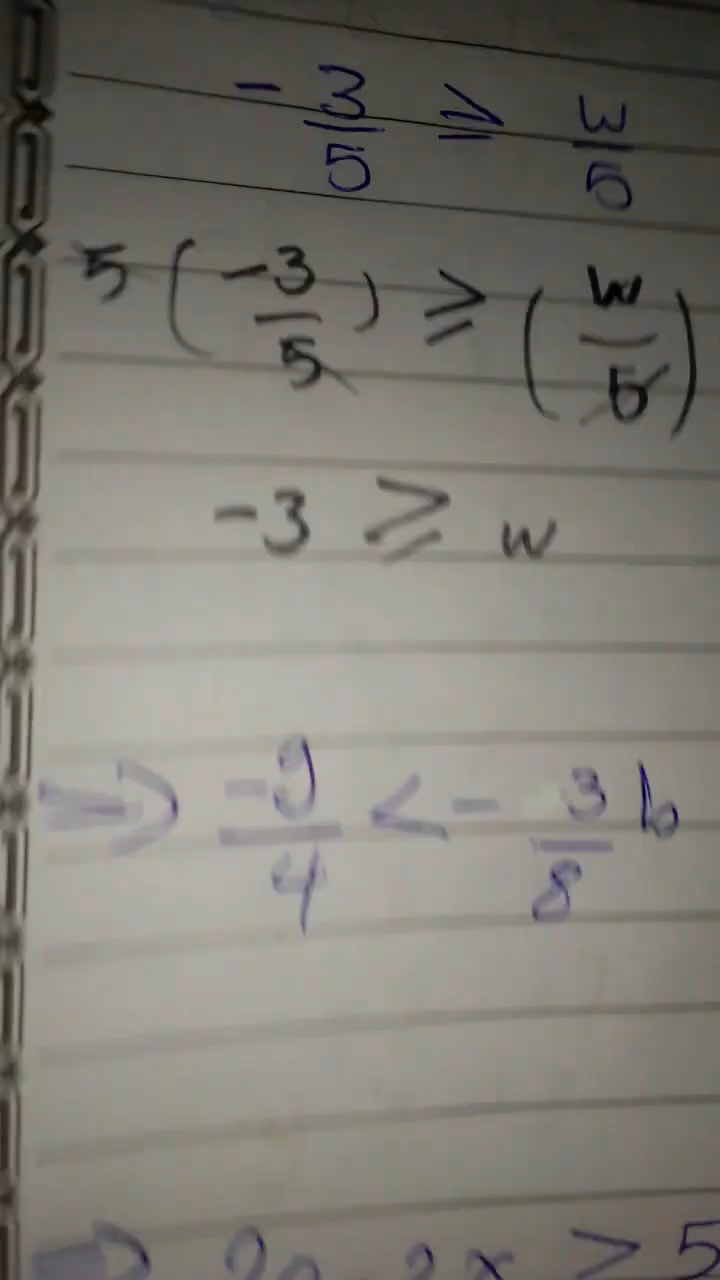 -3/5 ≥ w/5
5(-3/5) ≥ (w/5)
-3 ≥ w
⇒ -9/4 < -3/8 b